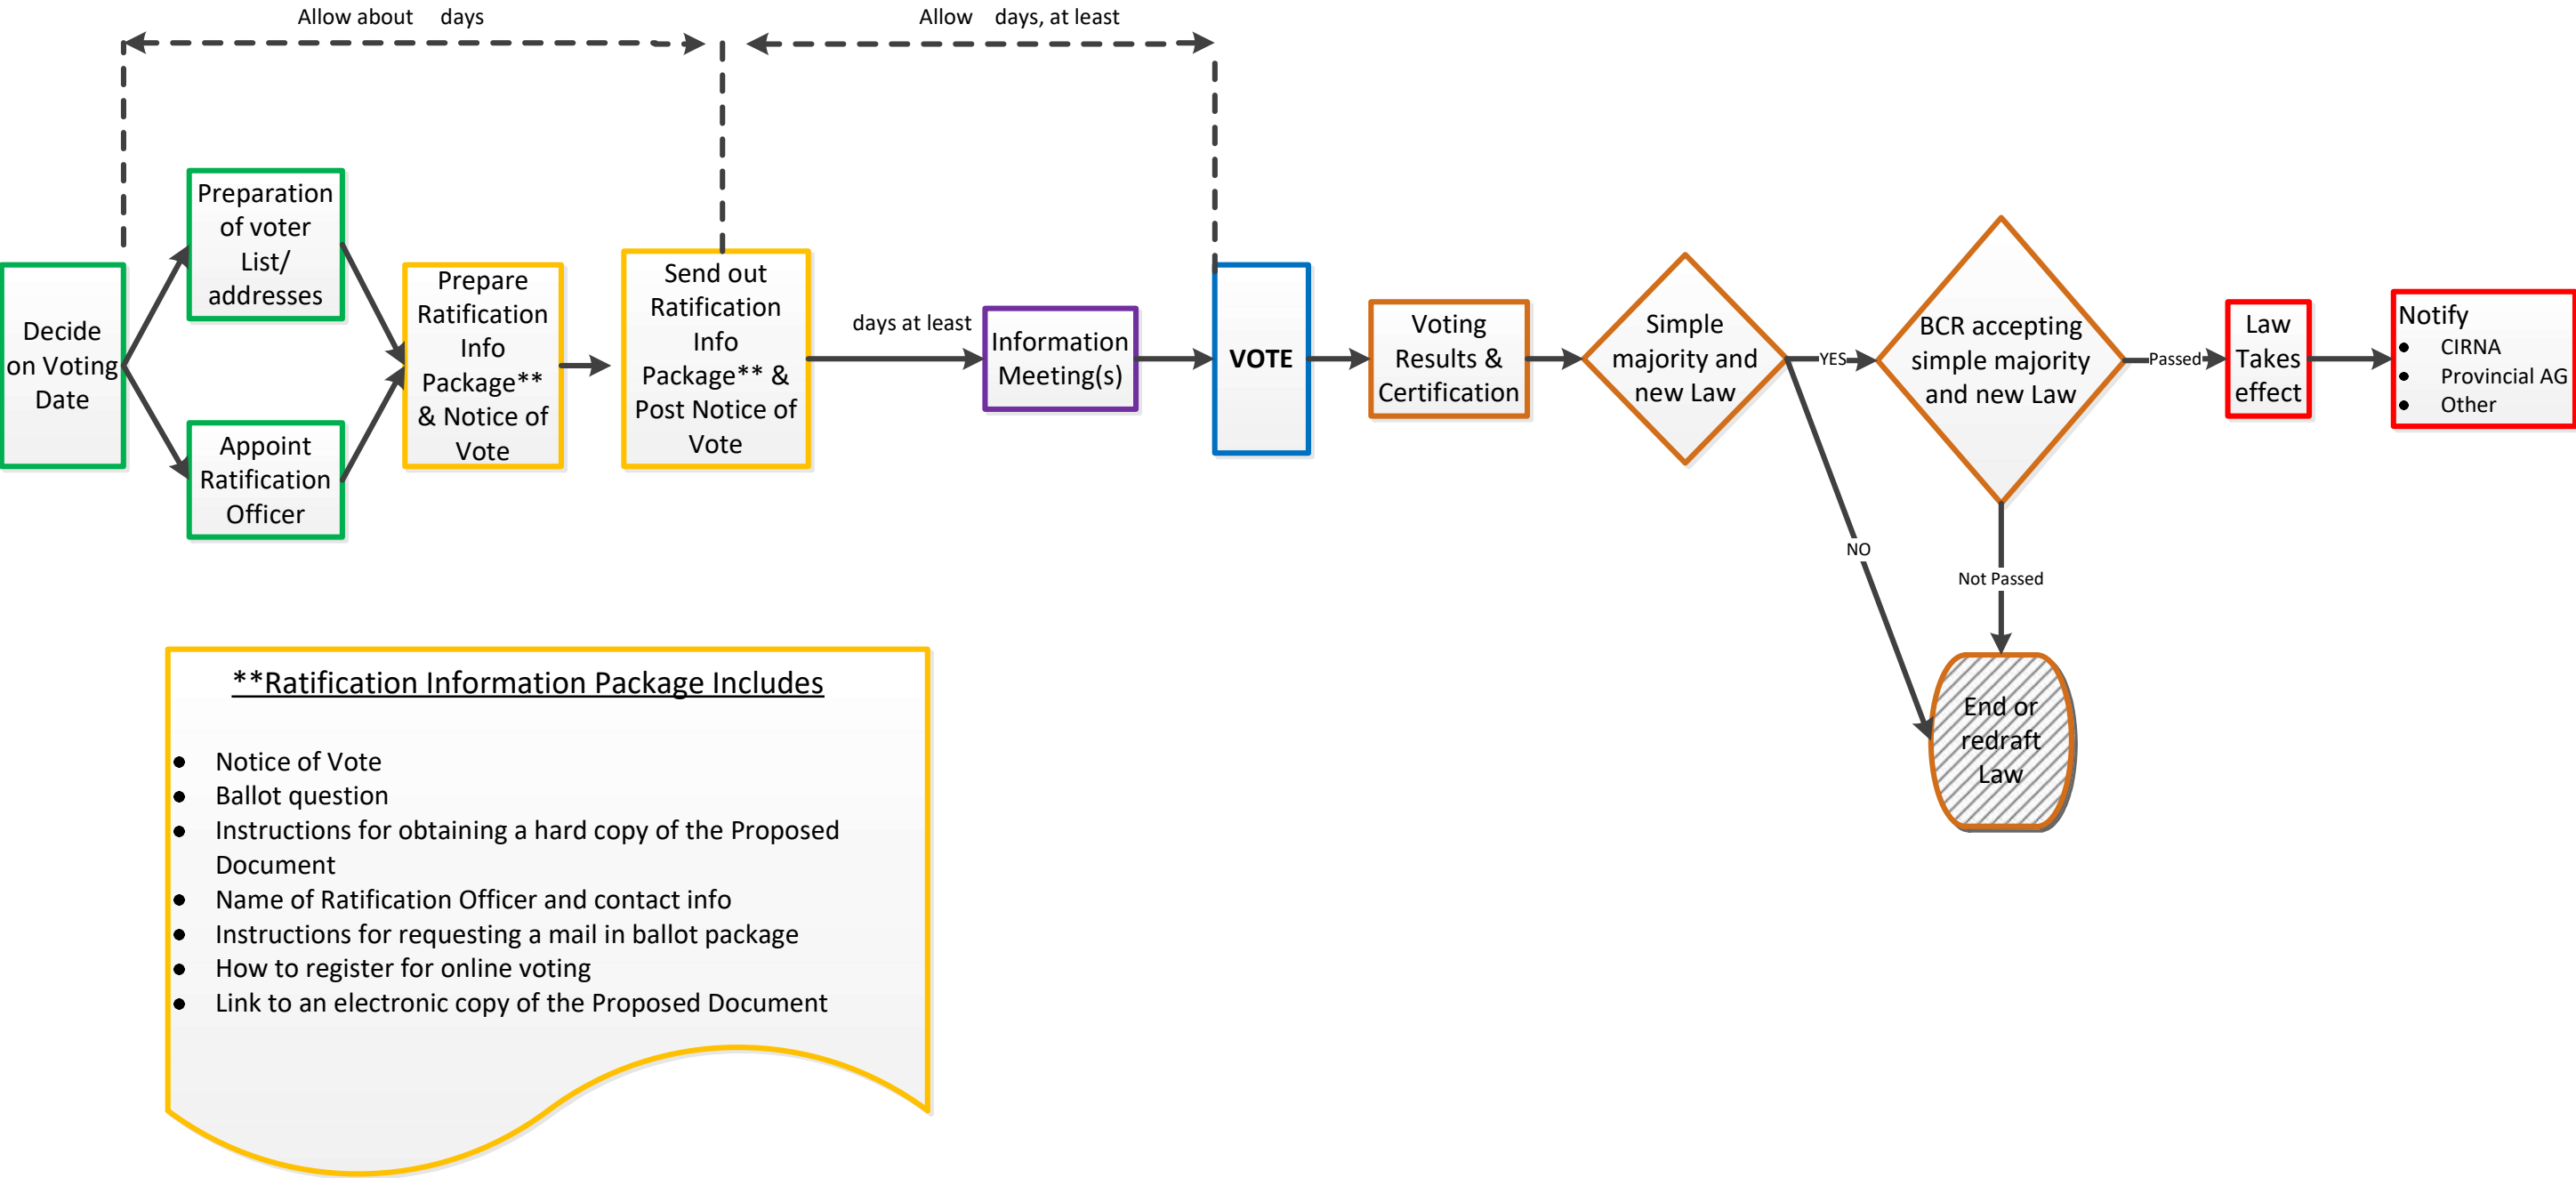 Allow about    days
Allow    days, at least
Decide
on Voting
Date
Preparation
of voter
List/
addresses
Appoint
Ratification
Officer
Prepare
Ratification
Info
Package**
& Notice of
Vote
Send out
Ratification
Info
Package** &
Post Notice of
Vote
days at least
Information
Meeting(s)
VOTE
Voting
Results &
Certification
Simple
majority and
new Law
YES
NO
BCR accepting
simple majority
and new Law
Passed
Not Passed
Law
Takes
effect
Notify
• CIRNA
• Provincial AG
• Other
End or
redraft
Law
**Ratification Information Package Includes
• Notice of Vote
• Ballot question
• Instructions for obtaining a hard copy of the Proposed
Document
• Name of Ratification Officer and contact info
• Instructions for requesting a mail in ballot package
• How to register for online voting
• Link to an electronic copy of the Proposed Document